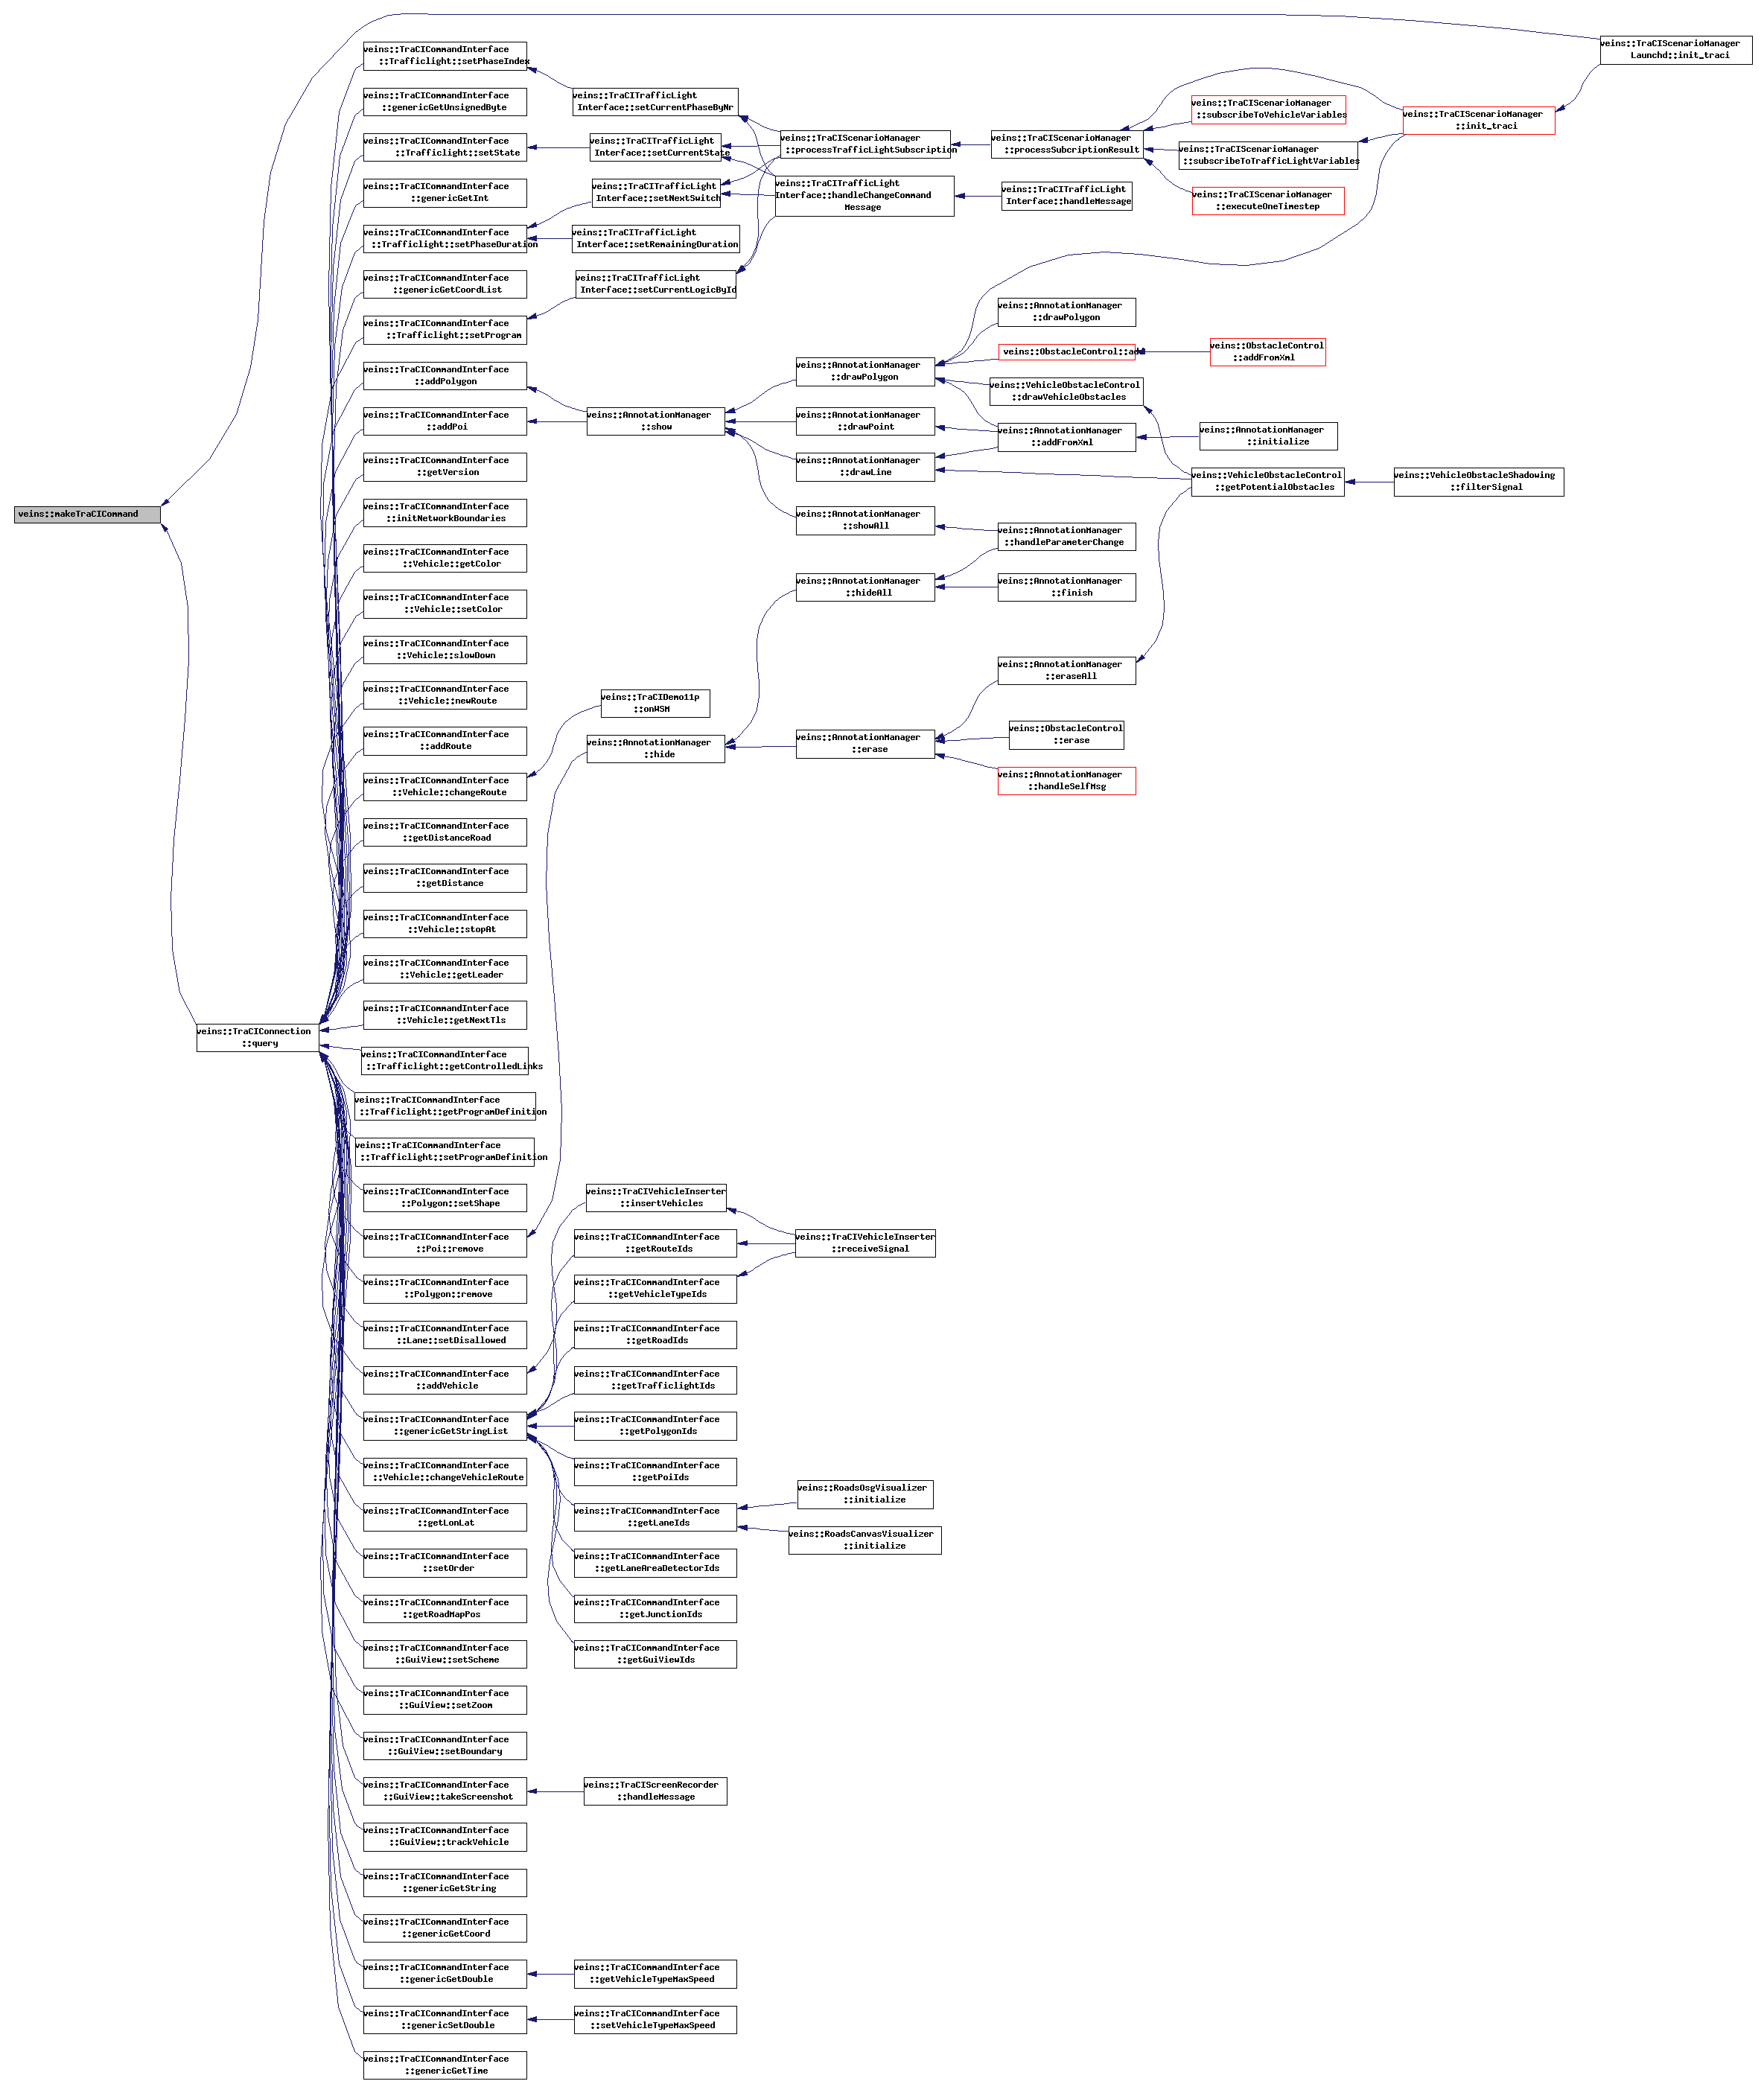 veins::makeTraCICommand
veins::TraCIConnection
::query
veins::TraCICommandInterface
::Trafficlight::setPhaseIndex
veins::TraCICommandInterface
::genericGetUnsignedByte
veins::TraCICommandInterface
::Trafficlight::setState
veins::TraCICommandInterface
::genericGetInt
veins::TraCICommandInterface
::Trafficlight::setPhaseDuration
veins::TraCICommandInterface
::genericGetCoordList
veins::TraCICommandInterface
::Trafficlight::setProgram
veins::TraCICommandInterface
::addPolygon
veins::TraCICommandInterface
::addPoi
veins::TraCICommandInterface
::getVersion
veins::TraCICommandInterface
::initNetworkBoundaries
veins::TraCICommandInterface
::Vehicle::getColor
veins::TraCICommandInterface
::Vehicle::setColor
veins::TraCICommandInterface
::Vehicle::slowDown
veins::TraCICommandInterface
::Vehicle::newRoute
veins::TraCICommandInterface
::addRoute
veins::TraCICommandInterface
::Vehicle::changeRoute
veins::TraCICommandInterface
::getDistanceRoad
veins::TraCICommandInterface
::getDistance
veins::TraCICommandInterface
::Vehicle::stopAt
veins::TraCICommandInterface
::Vehicle::getLeader
veins::TraCICommandInterface
::Vehicle::getNextTls
veins::TraCICommandInterface
::Trafficlight::getControlledLinks
veins::TraCICommandInterface
::Trafficlight::getProgramDefinition
veins::TraCICommandInterface
::Trafficlight::setProgramDefinition
veins::TraCICommandInterface
::Polygon::setShape
veins::TraCICommandInterface
::Poi::remove
veins::TraCICommandInterface
::Polygon::remove
veins::TraCICommandInterface
::Lane::setDisallowed
veins::TraCICommandInterface
::addVehicle
veins::TraCICommandInterface
::genericGetStringList
veins::TraCICommandInterface
::Vehicle::changeVehicleRoute
veins::TraCICommandInterface
::getLonLat
veins::TraCICommandInterface
::setOrder
veins::TraCICommandInterface
::getRoadMapPos
veins::TraCICommandInterface
::GuiView::setScheme
veins::TraCICommandInterface
::GuiView::setZoom
veins::TraCICommandInterface
::GuiView::setBoundary
veins::TraCICommandInterface
::GuiView::takeScreenshot
veins::TraCICommandInterface
::GuiView::trackVehicle
veins::TraCICommandInterface
::genericGetString
veins::TraCICommandInterface
::genericGetCoord
veins::TraCICommandInterface
::genericGetDouble
veins::TraCICommandInterface
::genericSetDouble
veins::TraCICommandInterface
::genericGetTime
veins::TraCITrafficLight
Interface::setCurrentPhaseByNr
veins::TraCITrafficLight
Interface::setCurrentState
veins::TraCITrafficLight
Interface::setNextSwitch
veins::TraCITrafficLight
Interface::setRemainingDuration
veins::TraCITrafficLight
Interface::setCurrentLogicById
veins::AnnotationManager
::show
veins::TraCIDemo11p
::onWSM
veins::AnnotationManager
::hide
veins::TraCIVehicleInserter
::insertVehicles
veins::TraCICommandInterface
::getRouteIds
veins::TraCICommandInterface
::getVehicleTypeIds
veins::TraCICommandInterface
::getRoadIds
veins::TraCICommandInterface
::getTrafficlightIds
veins::TraCICommandInterface
::getPolygonIds
veins::TraCICommandInterface
::getPoiIds
veins::TraCICommandInterface
::getLaneIds
veins::TraCICommandInterface
::getLaneAreaDetectorIds
veins::TraCICommandInterface
::getJunctionIds
veins::TraCICommandInterface
::getGuiViewIds
veins::TraCIScreenRecorder
::handleMessage
veins::TraCICommandInterface
::getVehicleTypeMaxSpeed
veins::TraCICommandInterface
::setVehicleTypeMaxSpeed
veins::TraCIScenarioManager
::processTrafficLightSubscription
veins::TraCITrafficLight
Interface::handleChangeCommand
Message
veins::AnnotationManager
::drawPolygon
veins::AnnotationManager
::drawPoint
veins::AnnotationManager
::drawLine
veins::AnnotationManager
::showAll
veins::AnnotationManager
::hideAll
veins::AnnotationManager
::erase
veins::TraCIVehicleInserter
::receiveSignal
veins::RoadsOsgVisualizer
::initialize
veins::RoadsCanvasVisualizer
::initialize
veins::TraCIScenarioManager
::processSubcriptionResult
veins::TraCITrafficLight
Interface::handleMessage
veins::AnnotationManager
::drawPolygon
veins::ObstacleControl::add
veins::VehicleObstacleControl
::drawVehicleObstacles
veins::AnnotationManager
::addFromXml
veins::AnnotationManager
::handleParameterChange
veins::AnnotationManager
::finish
veins::AnnotationManager
::eraseAll
veins::ObstacleControl
::erase
veins::AnnotationManager
::handleSelfMsg
veins::TraCIScenarioManager
::subscribeToVehicleVariables
veins::TraCIScenarioManager
::subscribeToTrafficLightVariables
veins::TraCIScenarioManager
::executeOneTimestep
veins::ObstacleControl
::addFromXml
veins::AnnotationManager
::initialize
veins::VehicleObstacleControl
::getPotentialObstacles
veins::TraCIScenarioManager
::init_traci
veins::VehicleObstacleShadowing
::filterSignal
veins::TraCIScenarioManager
Launchd::init_traci